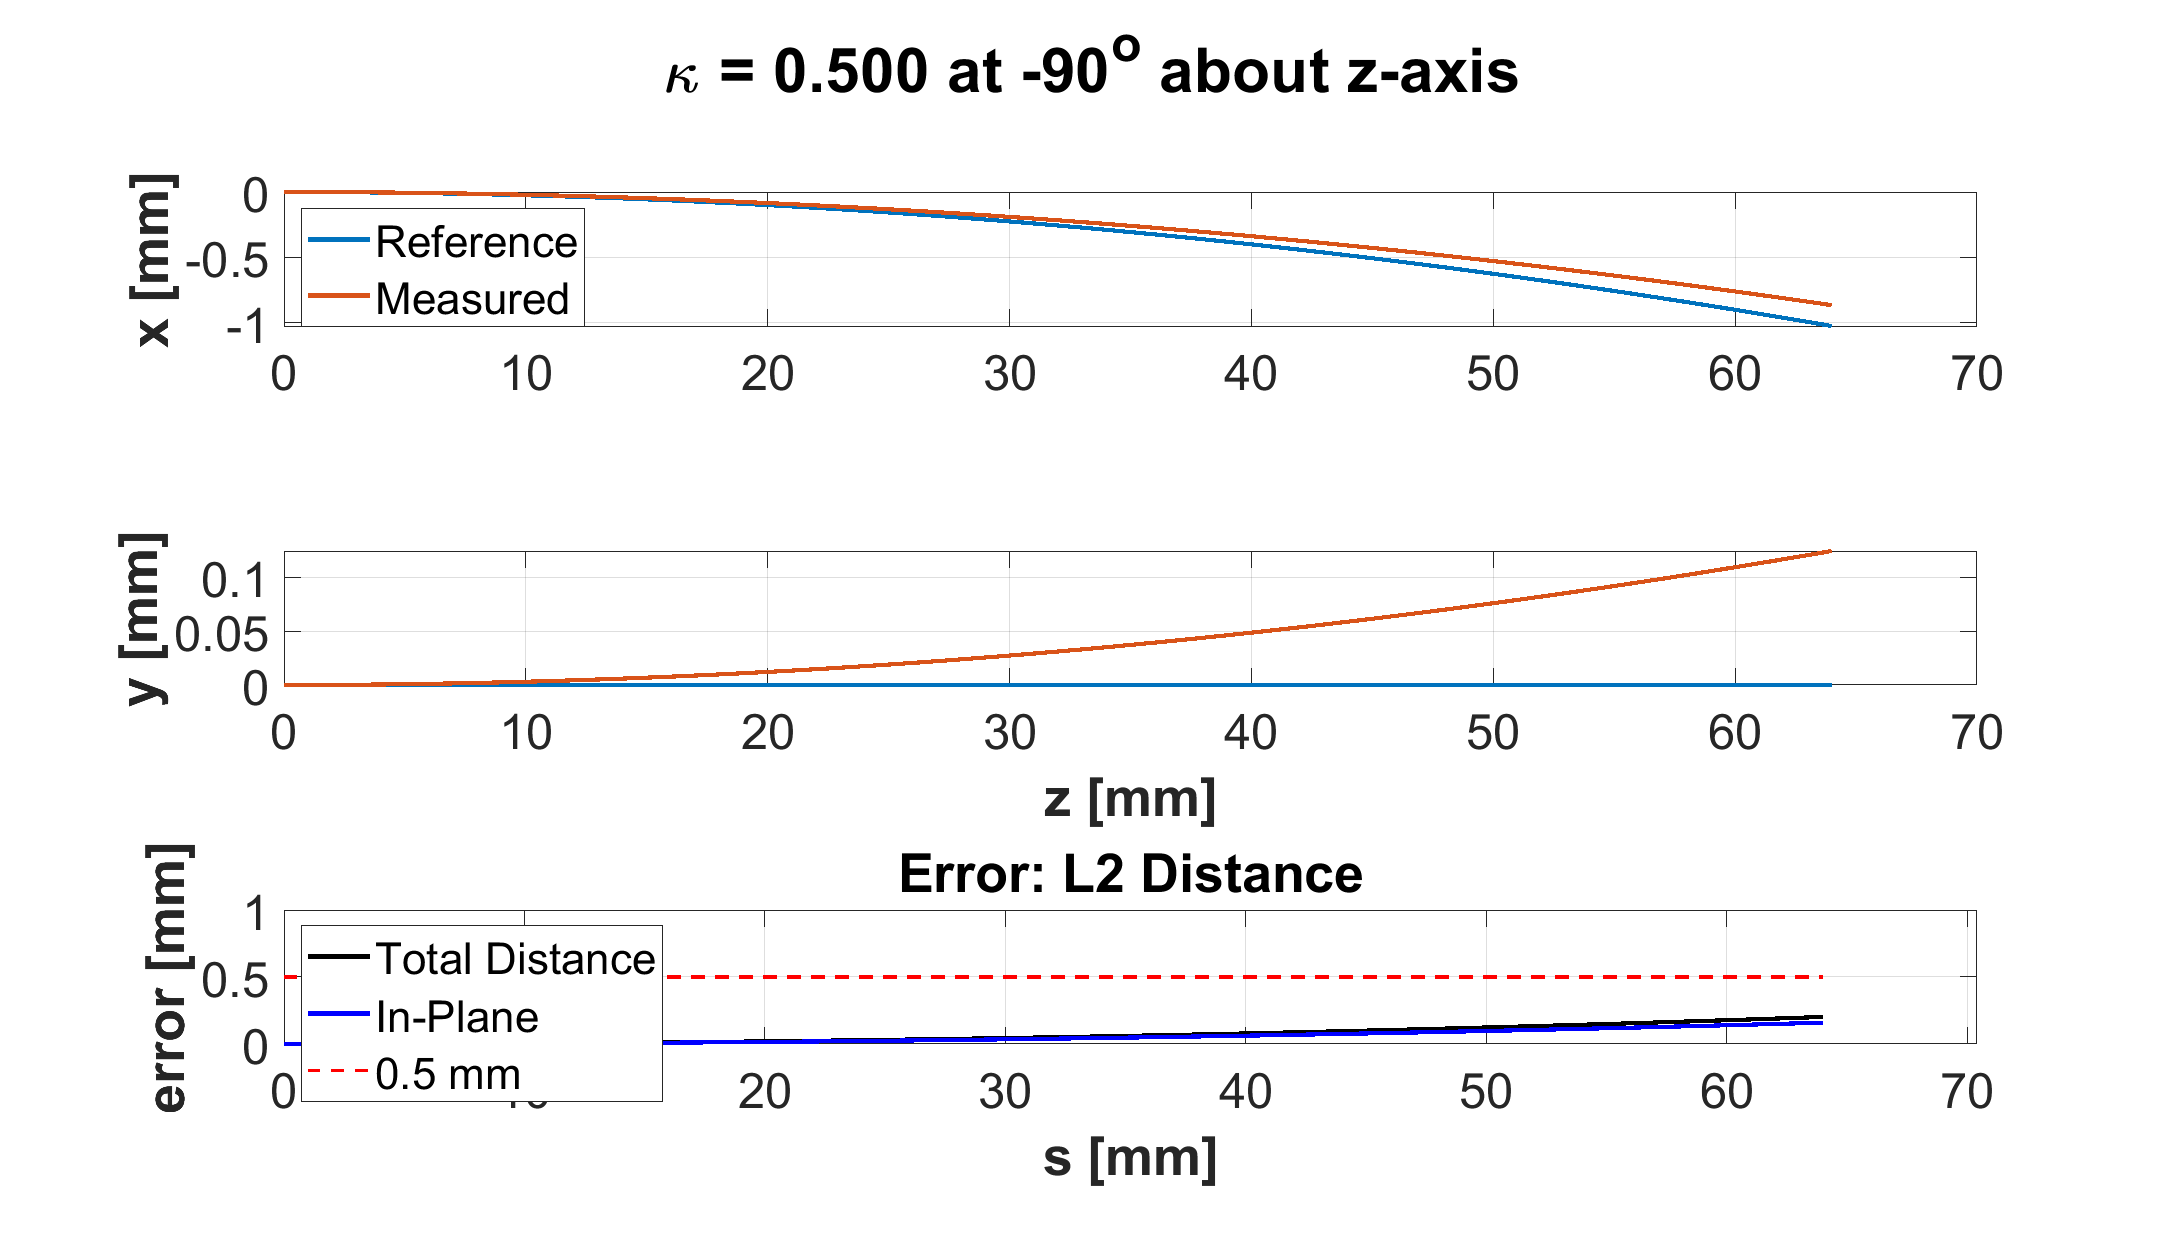 κ = 0.500 at -90° about z-axis
x [mm]
0
-0.5
-1
Reference
Measured
0 10 20 30 40 50 60 70
y [mm]
0.1
0.05
0
0 10 20 30 40 50 60 70
z [mm]
Error: L2 Distance
error [mm]
1
0.5
0
Total Distance
In-Plane
0.5 mm
0 20 30 40 50 60 70
s [mm]